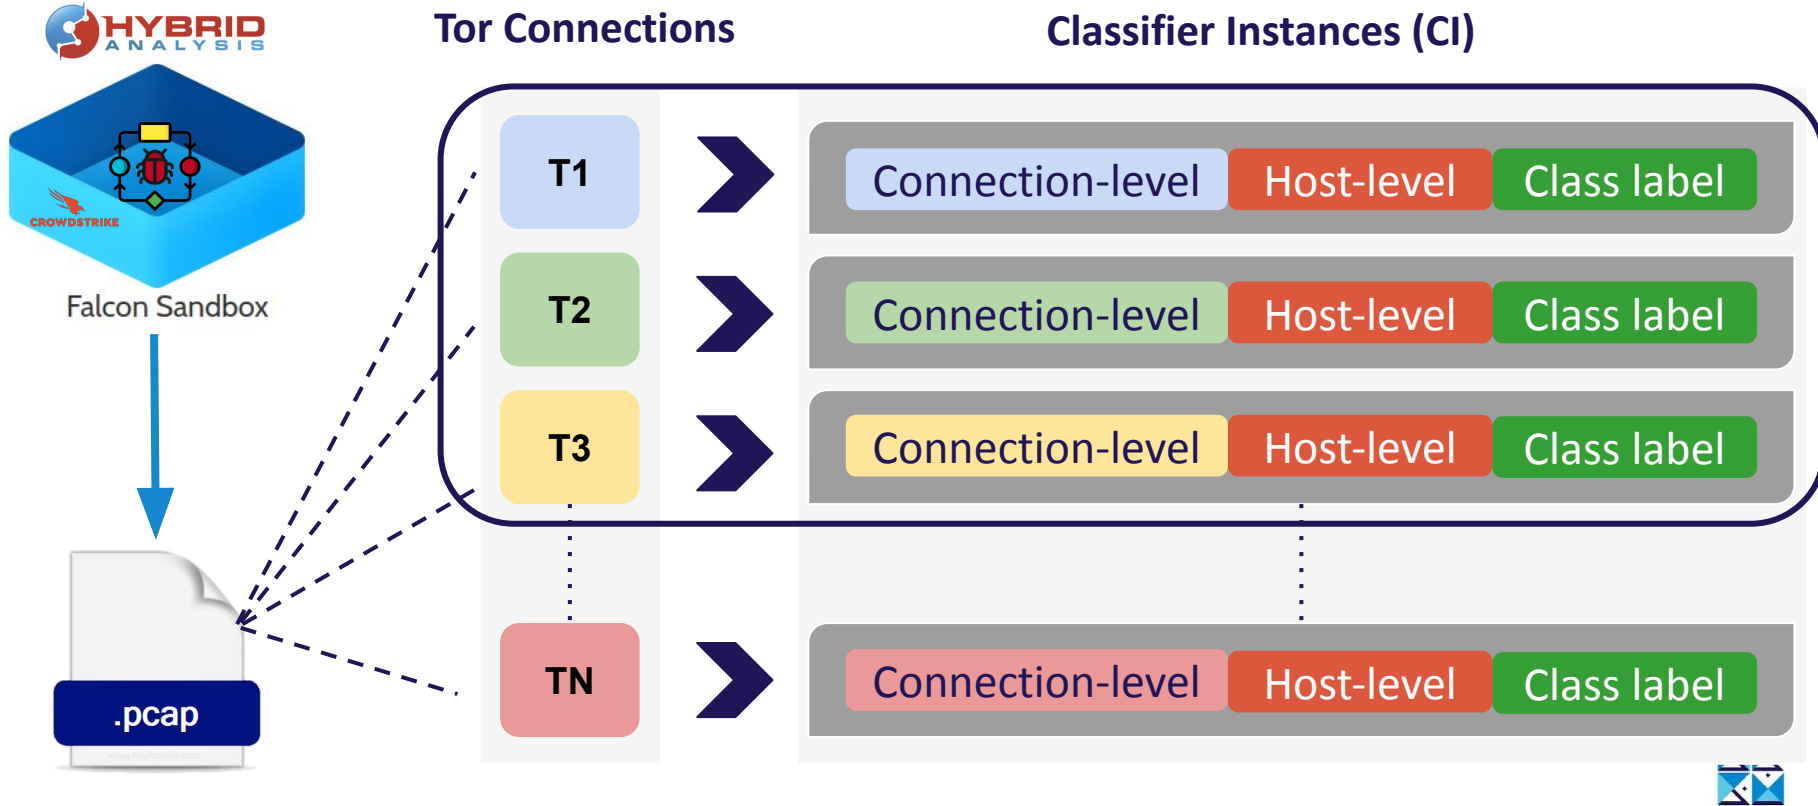 HYBRID
ANALYSIS
Tor Connections
Classifier Instances (CI)
CROWDSTRIKE
Falcon Sandbox
T1
Connection-level Host-level Class label
T2
Connection-level Host-level Class label
T3
Connection-level Host-level Class label
TN
Connection-level Host-level Class label
.pcap